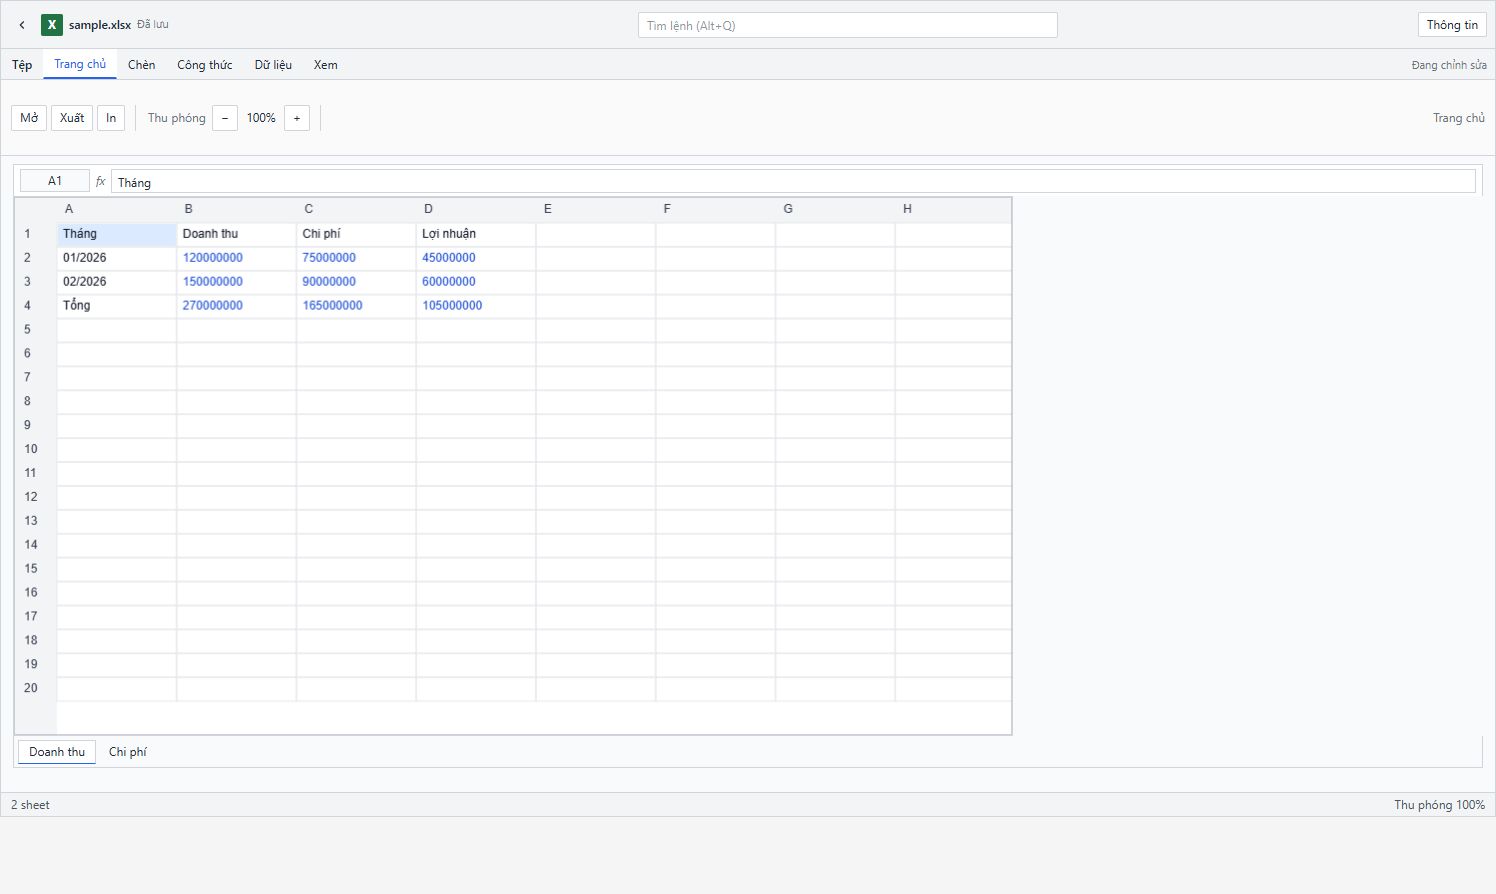 sample.xlsx Đã lưu Tìm lệnh (Alt+Q) Thông tin
Tệp Trang chủ Chèn Công thức Dữ liệu Xem Đang chỉnh sửa
Mở Xuất In Thu phóng − 100% + Trang chủ
A1 fx Tháng
A B C D E F G H
1 Tháng Doanh thu Chi phí Lợi nhuận
2 01/2026 120000000 75000000 45000000
3 02/2026 150000000 90000000 60000000
4 Tổng 270000000 165000000 105000000
5
6
7
8
9
10
11
12
13
14
15
16
17
18
19
20
Doanh thu Chi phí
2 sheet Thu phóng 100%